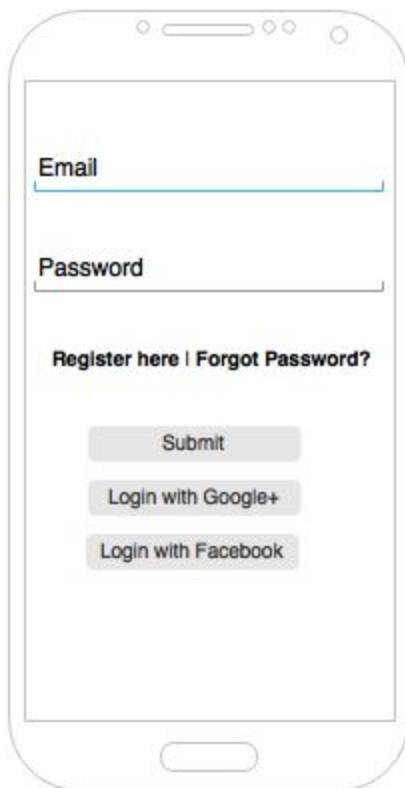 Email
Password
Register here | Forgot Password?
Submit
Login with Google+
Login with Facebook